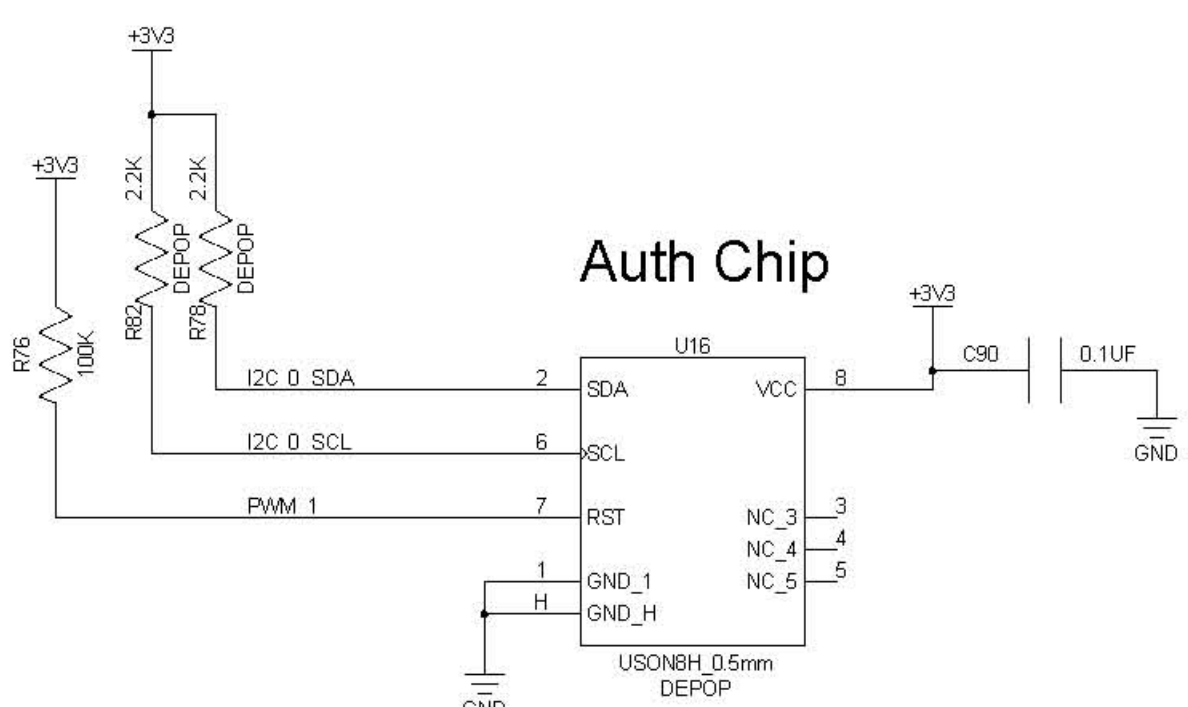 +3V3
+3V3
2.2K
2.2K
DEPOP
DEPOP
R82
R78
R76
100K
Auth Chip
+3V3
C90
0.1UF
GND
U16
I2C_0_SDA
2
SDA
VCC
8
I2C_0_SCL
6
SCL
PWM_1
7
RST
NC_3
3
NC_4
4
1
GND_1
NC_5
5
H
GND_H
USON8H_0.5mm
DEPOP
GND